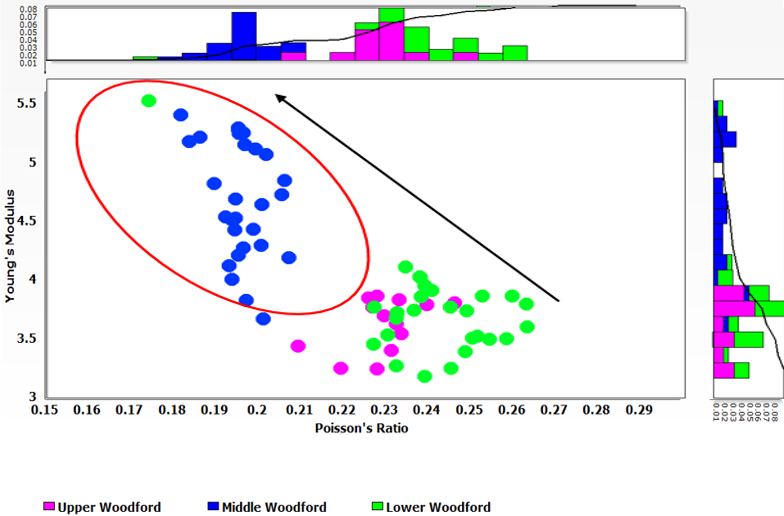 0.08
0.07
0.06
0.05
0.04
0.03
0.02
0.01
5.5
5
4.5
4
3.5
3
Young's Modulus
0.15 0.16 0.17 0.18 0.19 0.2 0.21 0.22 0.23 0.24 0.25 0.26 0.27 0.28 0.29
Poisson's Ratio
0.01 0.02 0.03 0.04 0.05 0.06 0.07 0.08
Upper Woodford Middle Woodford Lower Woodford